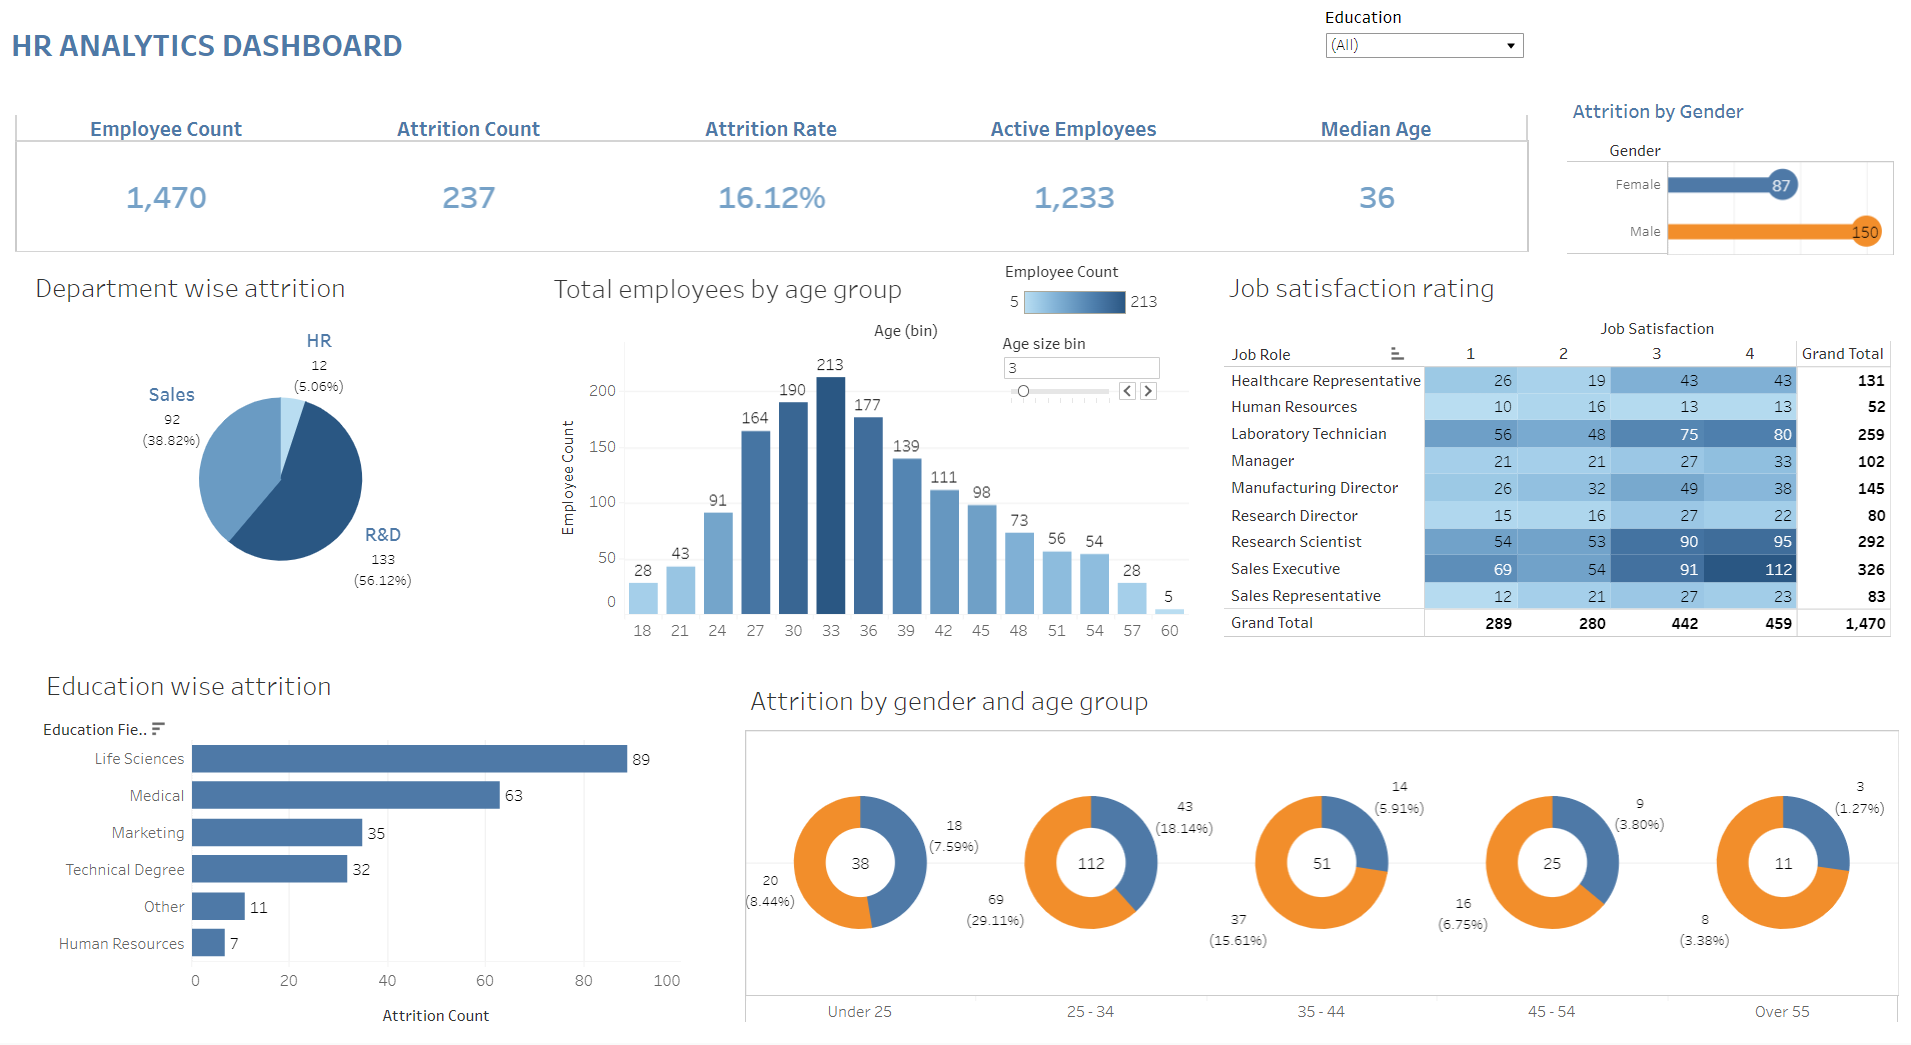 Education
HR ANALYTICS DASHBOARD
(All)
Employee Count Attrition Count Attrition Rate Active Employees Median Age
1,470 237 16.12% 1,233 36
Attrition by Gender
Gender
Female 87
Male 150
Department wise attrition
HR
12
(5.06%)
Sales
92
(38.82%)
R&D
133
(56.12%)
Total employees by age group
Employee Count
5 213
Age (bin)
Age size bin
3
Employee Count
200
150
100
50
0
28 43 91 164 190 213 177 139 111 98 73 56 54 28 5
18 21 24 27 30 33 36 39 42 45 48 51 54 57 60
Job satisfaction rating
Job Satisfaction
Job Role 1 2 3 4 Grand Total
Healthcare Representative 26 19 43 43 131
Human Resources 10 16 13 13 52
Laboratory Technician 56 48 75 80 259
Manager 21 21 27 33 102
Manufacturing Director 26 32 49 38 145
Research Director 15 16 27 22 80
Research Scientist 54 53 90 95 292
Sales Executive 69 54 91 112 326
Sales Representative 12 21 27 23 83
Grand Total 289 280 442 459 1,470
Education wise attrition
Education Fie..
Life Sciences 89
Medical 63
Marketing 35
Technical Degree 32
Other 11
Human Resources 7
0 20 40 60 80 100
Attrition Count
Attrition by gender and age group
18
(7.59%)
38
20
(8.44%)
43
(18.14%)
112
69
(29.11%)
14
(5.91%)
51
37
(15.61%)
9
(3.80%)
25
16
(6.75%)
3
(1.27%)
11
8
(3.38%)
Under 25 25 - 34 35 - 44 45 - 54 Over 55